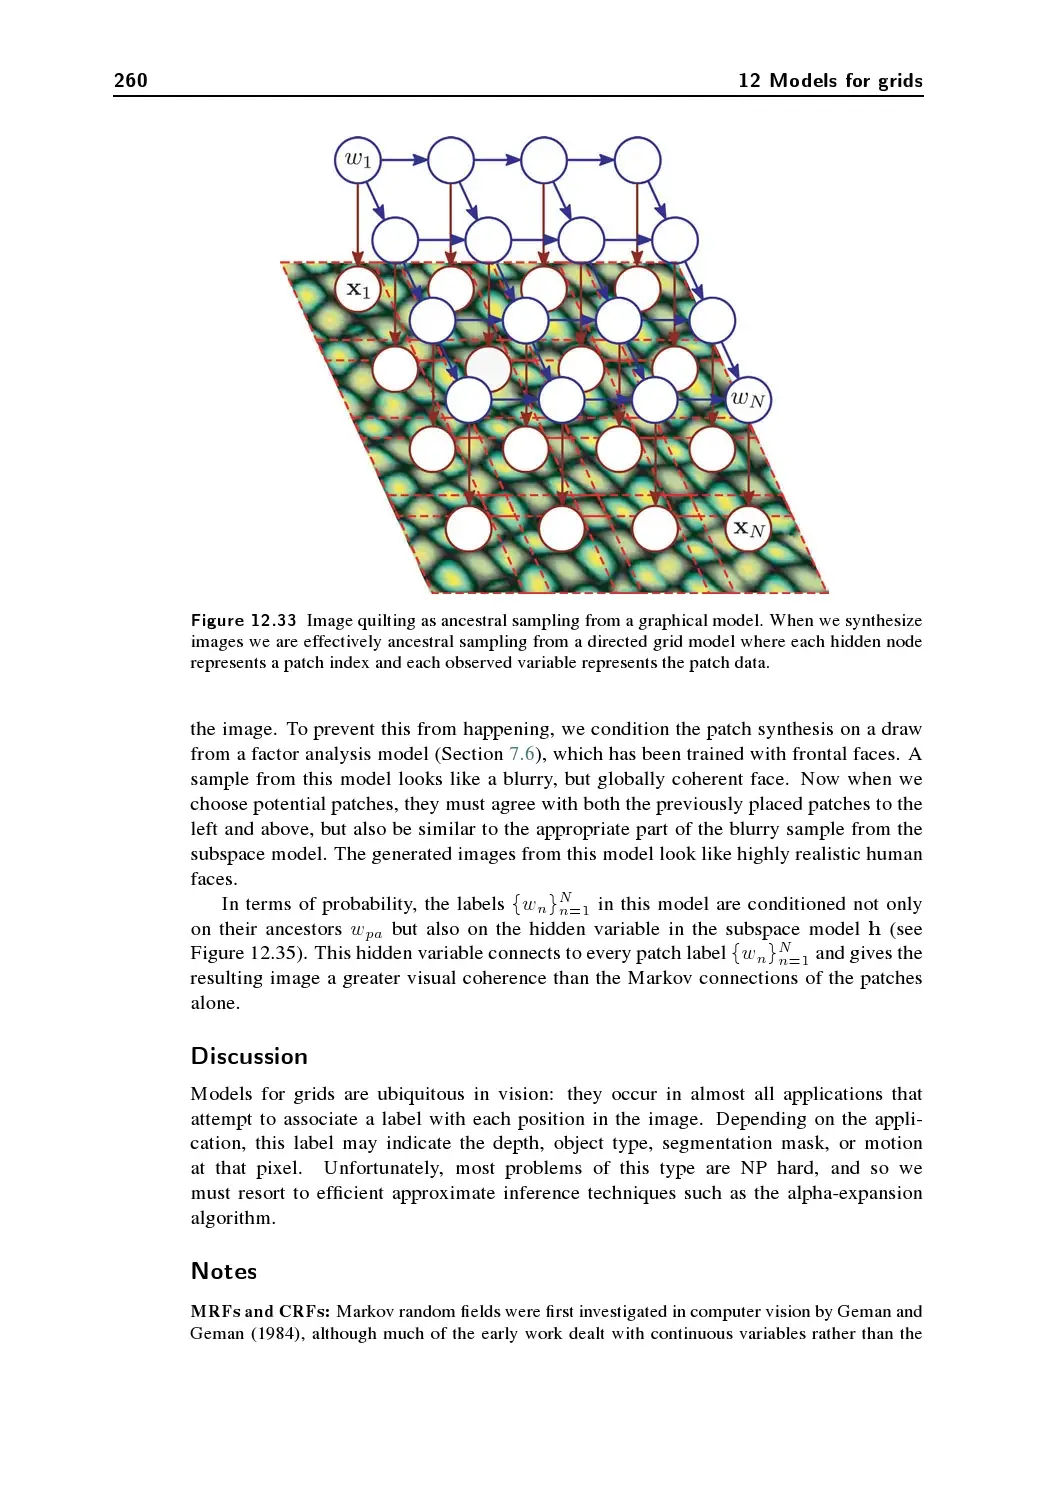 260
12 Models for grids
w1
x1
wN
xN
Figure 12.33 Image quilting as ancestral sampling from a graphical model. When we synthesize
images we are effectively ancestral sampling from a directed grid model where each hidden node
represents a patch index and each observed variable represents the patch data.
the image. To prevent this from happening, we condition the patch synthesis on a draw
from a factor analysis model (Section 7.6), which has been trained with frontal faces. A
sample from this model looks like a blurry, but globally coherent face. Now when we
choose potential patches, they must agree with both the previously placed patches to the
left and above, but also be similar to the appropriate part of the blurry sample from the
subspace model. The generated images from this model look like highly realistic human
faces.
In terms of probability, the labels {w_n}_{n=1}^N in this model are conditioned not only
on their ancestors w_{pa} but also on the hidden variable in the subspace model h (see
Figure 12.35). This hidden variable connects to every patch label {w_n}_{n=1}^N and gives the
resulting image a greater visual coherence than the Markov connections of the patches
alone.
Discussion
Models for grids are ubiquitous in vision: they occur in almost all applications that
attempt to associate a label with each position in the image. Depending on the appli-
cation, this label may indicate the depth, object type, segmentation mask, or motion
at that pixel. Unfortunately, most problems of this type are NP hard, and so we
must resort to efficient approximate inference techniques such as the alpha-expansion
algorithm.
Notes
MRFs and CRFs: Markov random fields were first investigated in computer vision by Geman and
Geman (1984), although much of the early work dealt with continuous variables rather than the